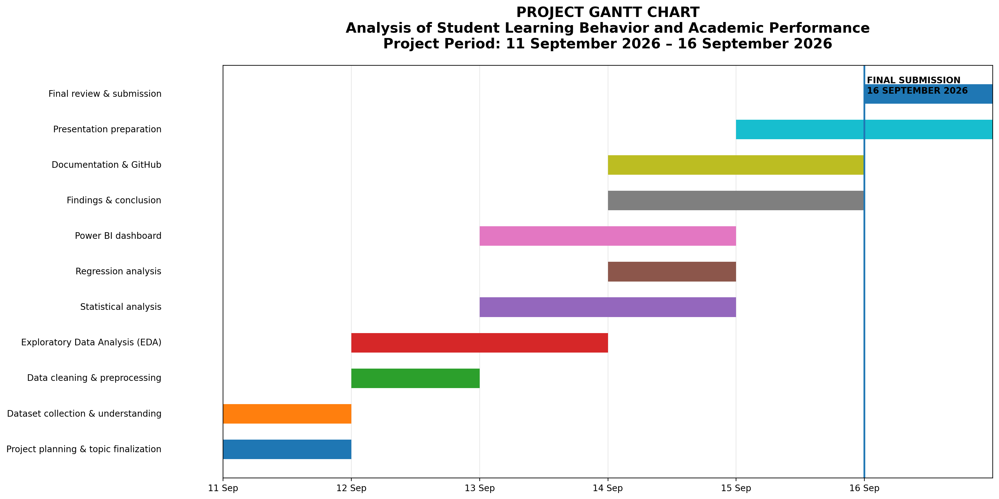 PROJECT GANTT CHART
Analysis of Student Learning Behavior and Academic Performance
Project Period: 11 September 2026 – 16 September 2026
FINAL SUBMISSION
16 SEPTEMBER 2026
Final review & submission
Presentation preparation
Documentation & GitHub
Findings & conclusion
Power BI dashboard
Regression analysis
Statistical analysis
Exploratory Data Analysis (EDA)
Data cleaning & preprocessing
Dataset collection & understanding
Project planning & topic finalization
11 Sep
12 Sep
13 Sep
14 Sep
15 Sep
16 Sep